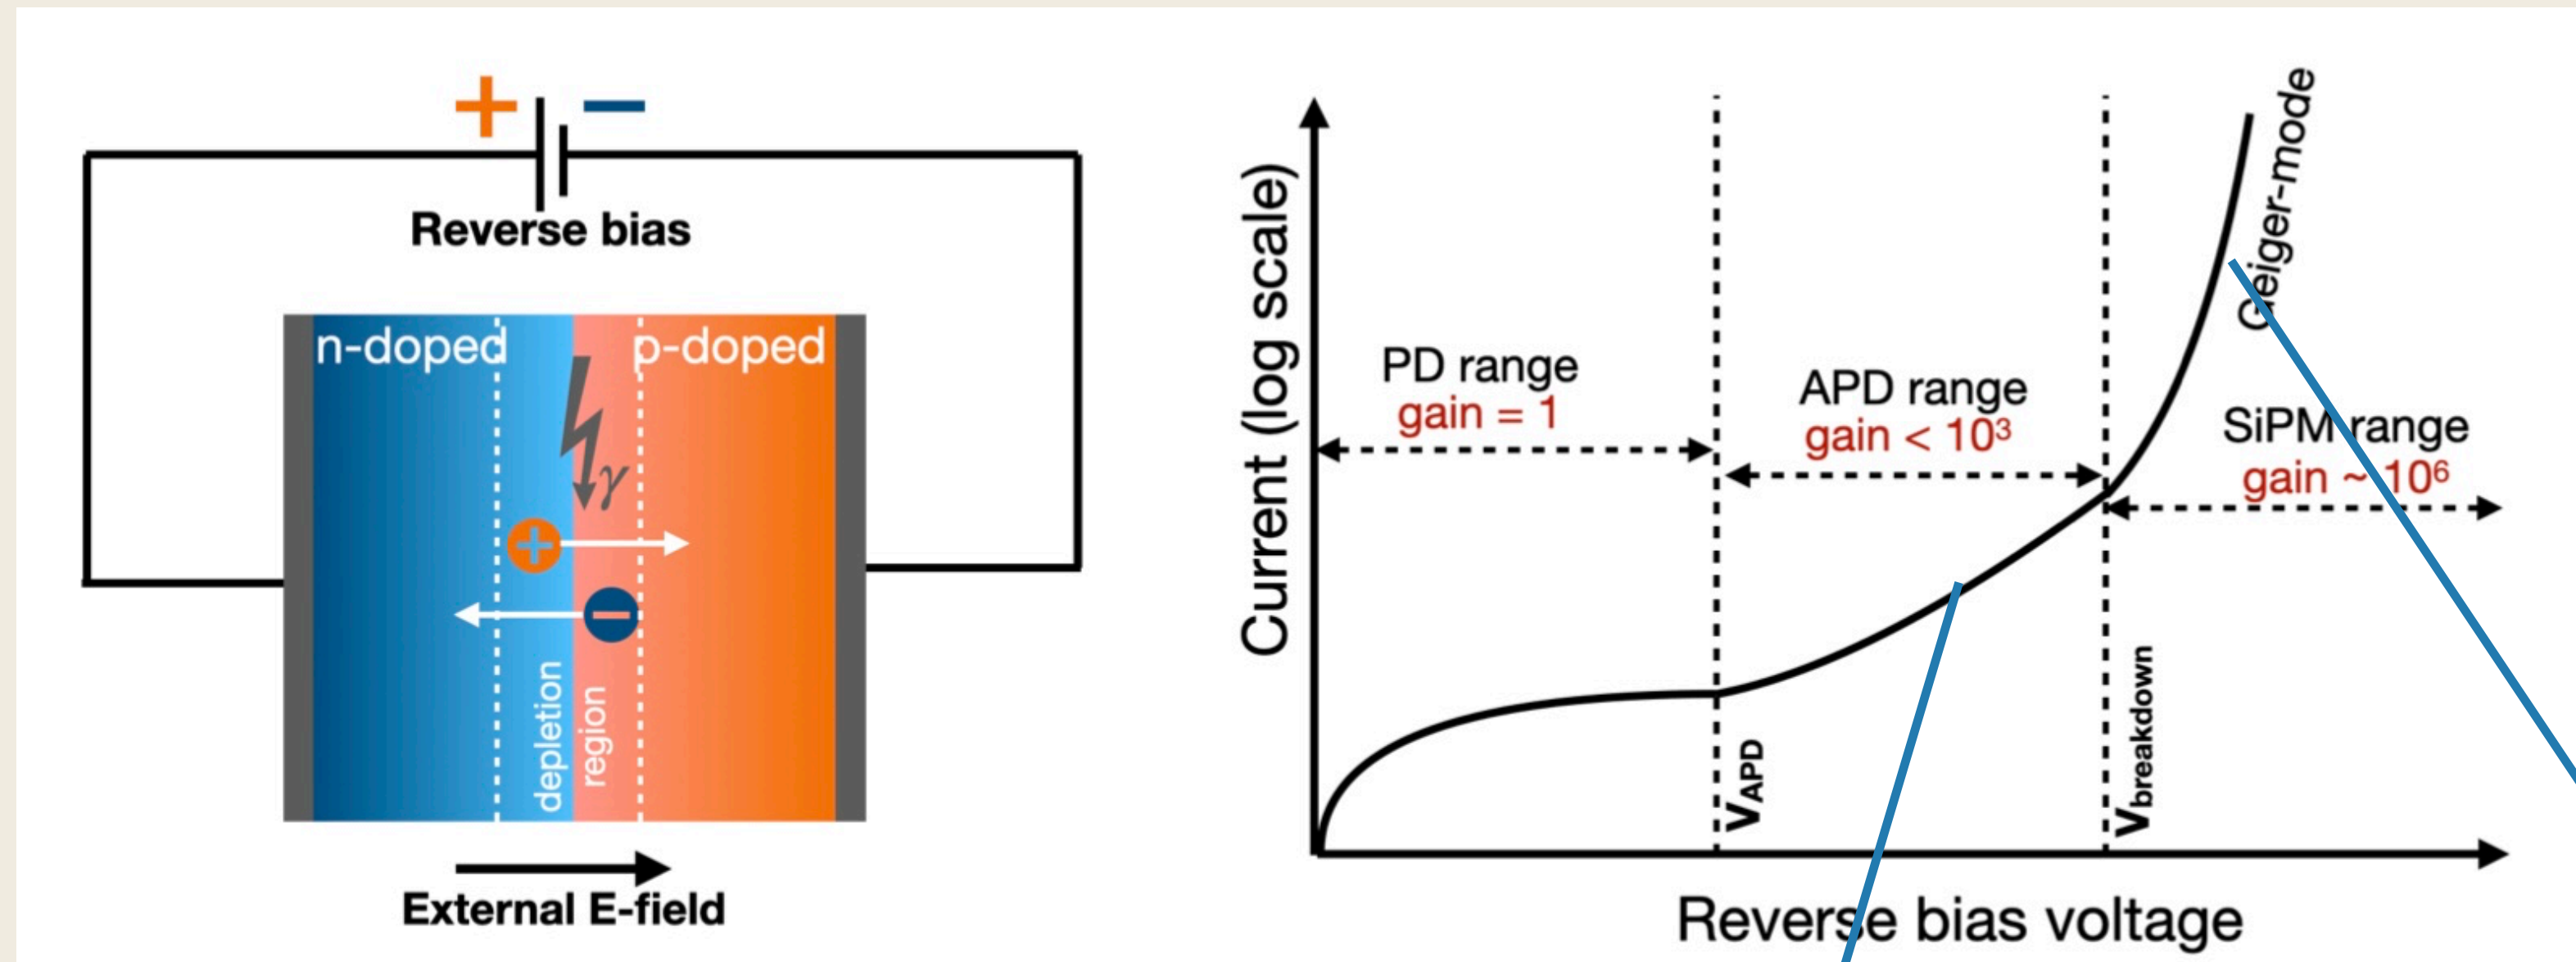 + −
Reverse bias
n-doped
p-doped
γ
+
−
depletion
region
External E-field
Current (log scale)
PD range
gain = 1
APD range
gain < 10³
Geiger-mode
SiPM range
gain ~ 10⁶
VAPD
Vbreakdown
Reverse bias voltage